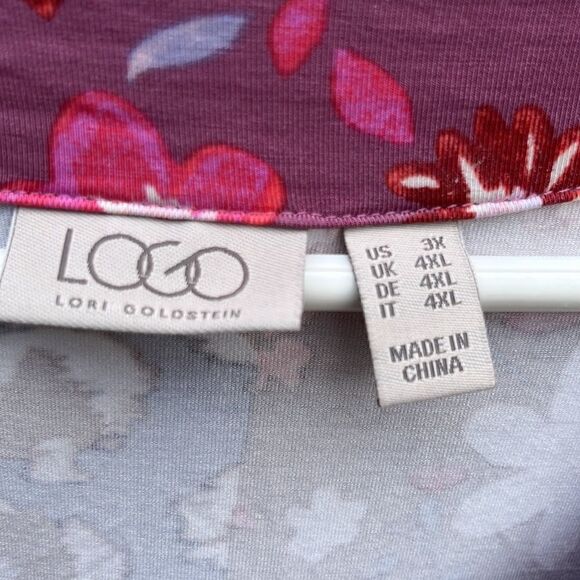 LOGO
LORI GOLDSTEIN
US 3X
UK 4XL
DE 4XL
IT 4XL
MADE IN
CHINA